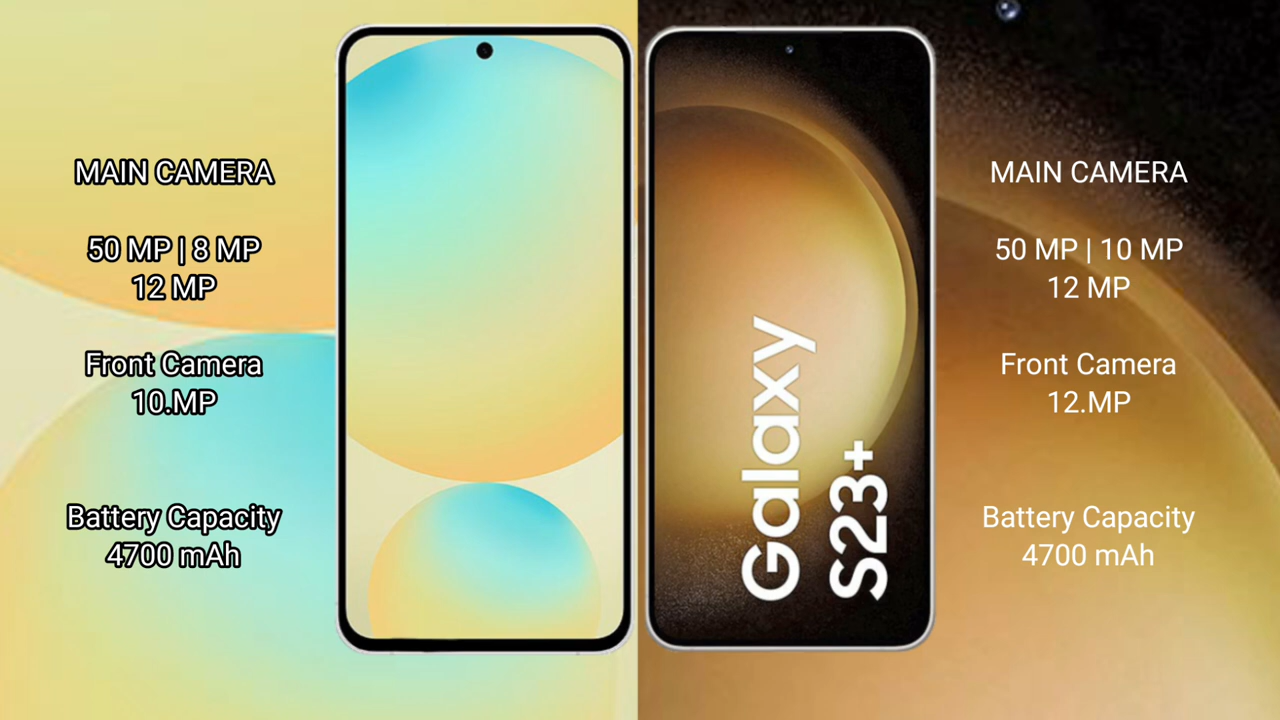 MAIN CAMERA
50 MP | 8 MP
12 MP
Front Camera
10.MP
Battery Capacity
4700 mAh
Galaxy
S23+
MAIN CAMERA
50 MP | 10 MP
12 MP
Front Camera
12.MP
Battery Capacity
4700 mAh